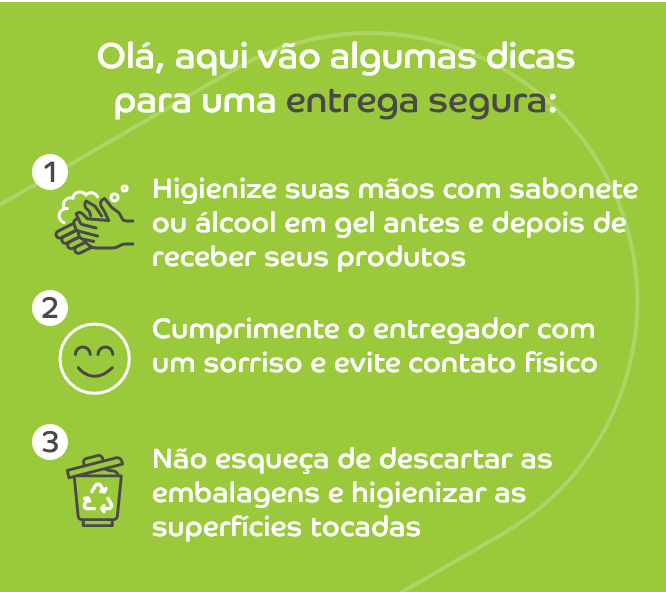 Olá, aqui vão algumas dicas
para uma entrega segura:
1
Higienize suas mãos com sabonete
ou álcool em gel antes e depois de
receber seus produtos
2
Cumprimente o entregador com
um sorriso e evite contato físico
3
Não esqueça de descartar as
embalagens e higienizar as
superfícies tocadas